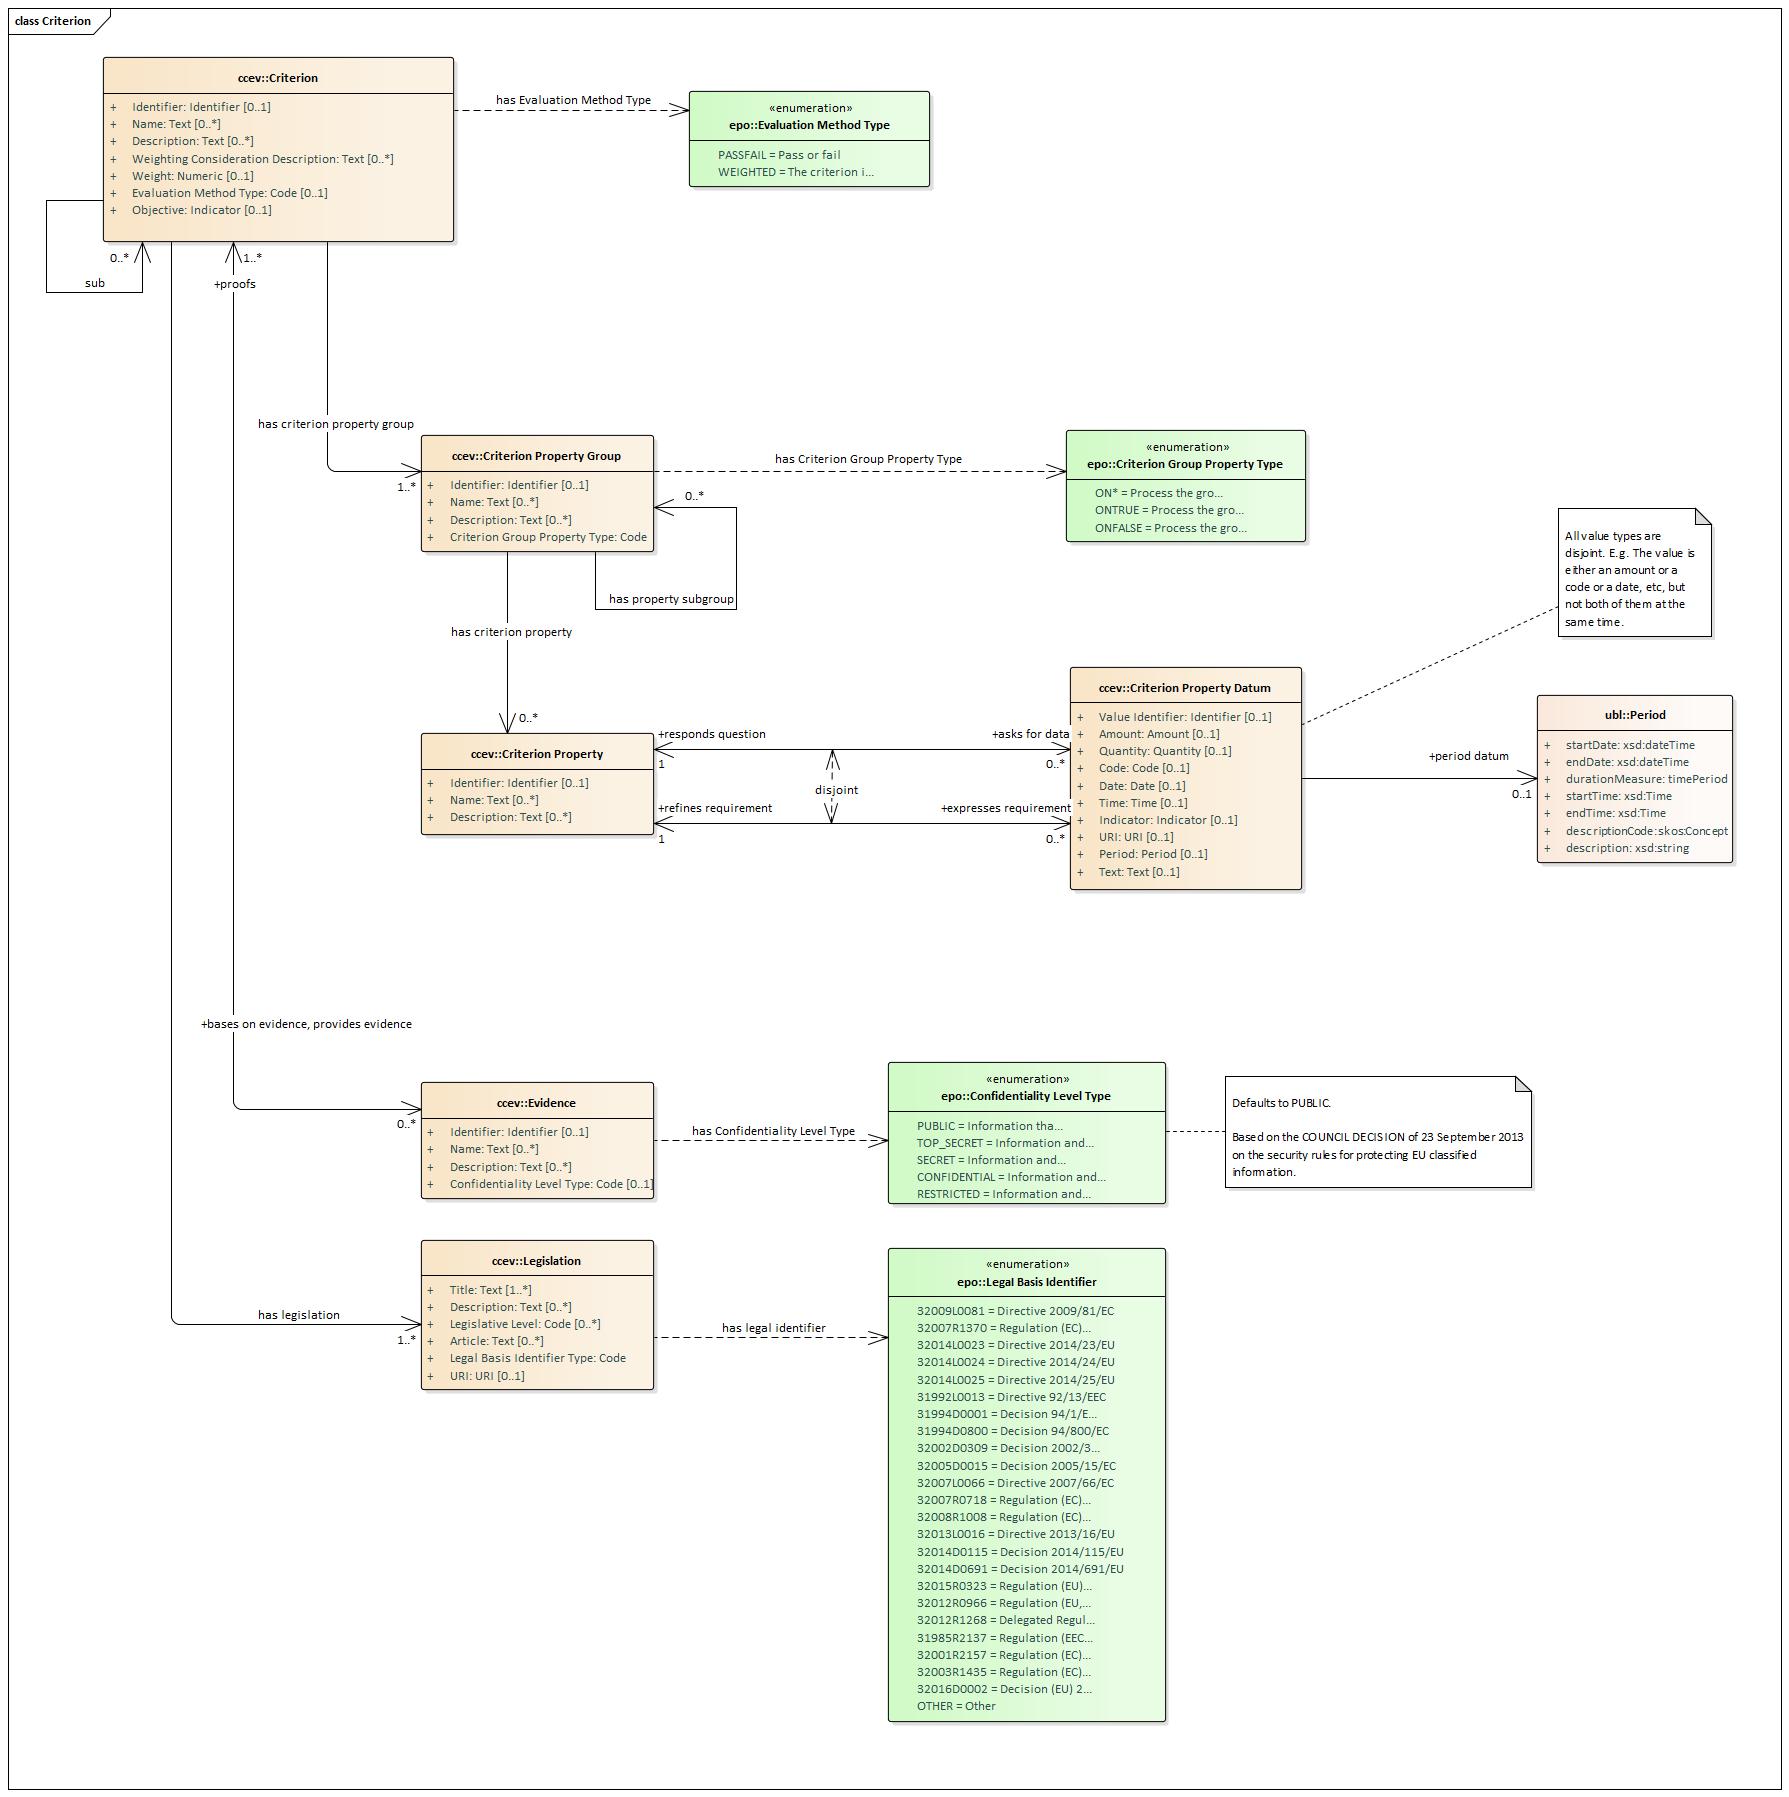 class Criterion
ccev::Criterion
+ Identifier: Identifier [0..1]
+ Name: Text [0..*]
+ Description: Text [0..*]
+ Weighting Consideration Description: Text [0..*]
+ Weight: Numeric [0..1]
+ Evaluation Method Type: Code [0..1]
+ Objective: Indicator [0..1]
has Evaluation Method Type
«enumeration»
epo::Evaluation Method Type
PASSFAIL = Pass or fail
WEIGHTED = The criterion i...
0..*
sub
1..*
+proofs
has criterion property group
1..*
ccev::Criterion Property Group
+ Identifier: Identifier [0..1]
+ Name: Text [0..*]
+ Description: Text [0..*]
+ Criterion Group Property Type: Code
has Criterion Group Property Type
0..*
has property subgroup
«enumeration»
epo::Criterion Group Property Type
ON* = Process the gro...
ONTRUE = Process the gro...
ONFALSE = Process the gro...
All value types are
disjoint. E.g. The value is
either an amount or a
code or a date, etc, but
not both of them at the
same time.
has criterion property
0..*
ccev::Criterion Property
+ Identifier: Identifier [0..1]
+ Name: Text [0..*]
+ Description: Text [0..*]
+responds question
1
+asks for data
0..*
disjoint
+refines requirement
1
+expresses requirement
0..*
ccev::Criterion Property Datum
+ Value Identifier: Identifier [0..1]
+ Amount: Amount [0..1]
+ Quantity: Quantity [0..1]
+ Code: Code [0..1]
+ Date: Date [0..1]
+ Time: Time [0..1]
+ Indicator: Indicator [0..1]
+ URI: URI [0..1]
+ Period: Period [0..1]
+ Text: Text [0..1]
+period datum
0..1
ubl::Period
+ startDate: xsd:dateTime
+ endDate: xsd:dateTime
+ durationMeasure: timePeriod
+ startTime: xsd:Time
+ endTime: xsd:Time
+ descriptionCode:skos:Concept
+ description: xsd:string
+bases on evidence, provides evidence
0..*
ccev::Evidence
+ Identifier: Identifier [0..1]
+ Name: Text [0..*]
+ Description: Text [0..*]
+ Confidentiality Level Type: Code [0..1]
has Confidentiality Level Type
«enumeration»
epo::Confidentiality Level Type
PUBLIC = Information tha...
TOP_SECRET = Information and...
SECRET = Information and...
CONFIDENTIAL = Information and...
RESTRICTED = Information and...
Defaults to PUBLIC.
Based on the COUNCIL DECISION of 23 September 2013
on the security rules for protecting EU classified
information.
has legislation
1..*
ccev::Legislation
+ Title: Text [1..*]
+ Description: Text [0..*]
+ Legislative Level: Code [0..*]
+ Article: Text [0..*]
+ Legal Basis Identifier Type: Code
+ URI: URI [0..1]
has legal identifier
«enumeration»
epo::Legal Basis Identifier
32009L0081 = Directive 2009/81/EC
32007R1370 = Regulation (EC)...
32014L0023 = Directive 2014/23/EU
32014L0024 = Directive 2014/24/EU
32014L0025 = Directive 2014/25/EU
31992L0013 = Directive 92/13/EEC
31994D0001 = Decision 94/1/E...
31994D0800 = Decision 94/800/EC
32002D0309 = Decision 2002/3...
32005D0015 = Decision 2005/15/EC
32007L0066 = Directive 2007/66/EC
32007R0718 = Regulation (EC)...
32008R1008 = Regulation (EC)...
32013L0016 = Directive 2013/16/EU
32014D0115 = Decision 2014/115/EU
32014D0691 = Decision 2014/691/EU
32015R0323 = Regulation (EU)...
32012R0966 = Regulation (EU,...
32012R1268 = Delegated Regul...
31985R2137 = Regulation (EEC...
32001R2157 = Regulation (EC)...
32003R1435 = Regulation (EC)...
32016D0002 = Decision (EU) 2...
OTHER = Other